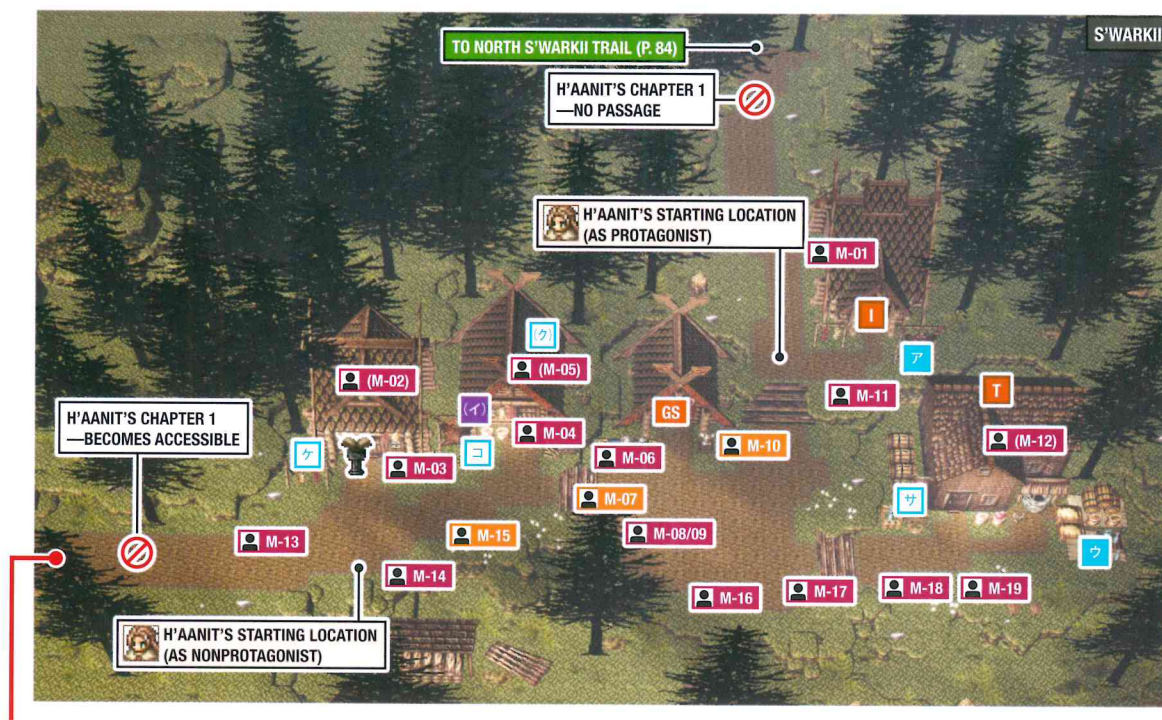 S'WARKII
TO NORTH S'WARKII TRAIL (P. 84)
H'AANIT'S CHAPTER 1
—NO PASSAGE
H'AANIT'S STARTING LOCATION
(AS PROTAGONIST)
M-01
I
ア
(ク)
(M-02)
(M-05)
T
M-11
H'AANIT'S CHAPTER 1
—BECOMES ACCESSIBLE
(イ)
GS
M-04
M-10
(M-12)
ケ
M-03
コ
M-06
M-07
サ
M-13
M-15
M-08/09
ウ
M-14
M-16
M-17
M-18
M-19
H'AANIT'S STARTING LOCATION
(AS NONPROTAGONIST)